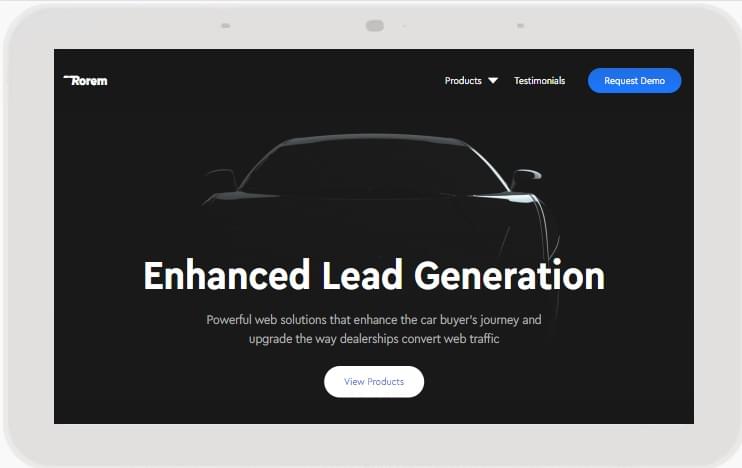 Rorem
Products
Testimonials
Request Demo
Enhanced Lead Generation
Powerful web solutions that enhance the car buyer's journey and
upgrade the way dealerships convert web traffic
View Products